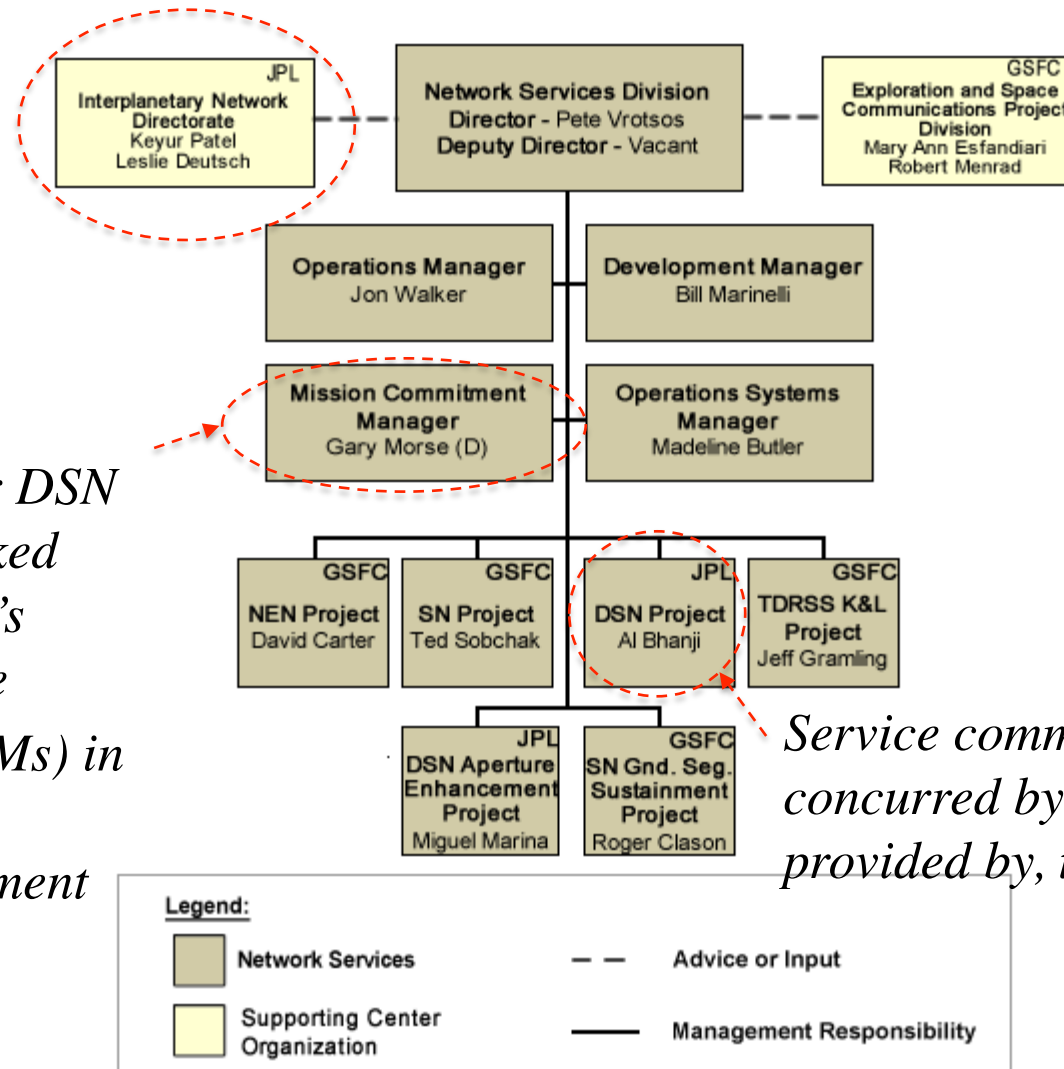 JPL
Interplanetary Network
Directorate
Keyur Patel
Leslie Deutsch
Network Services Division
Director - Pete Vrotsos
Deputy Director - Vacant
GSFC
Exploration and Space
Communications Project
Division
Mary Ann Esfandiari
Robert Menrad
Operations Manager
Jon Walker
Development Manager
Bill Marinelli
Mission Commitment
Manager
Gary Morse (D)
Operations Systems
Manager
Madeline Butler
DSN
in
GSFC
NEN Project
David Carter
GSFC
SN Project
Ted Sobchak
JPL
DSN Project
Al Bhanji
GSFC
TDRSS K&L
Project
Jeff Gramling
JPL
DSN Aperture
Enhancement
Project
Miguel Marina
GSFC
SN Gnd. Seg.
Sustainment
Project
Roger Clason
Service
concurred by
provided by,
Legend:
Network Services
Supporting Center
Organization
Advice or Input
Management Responsibility